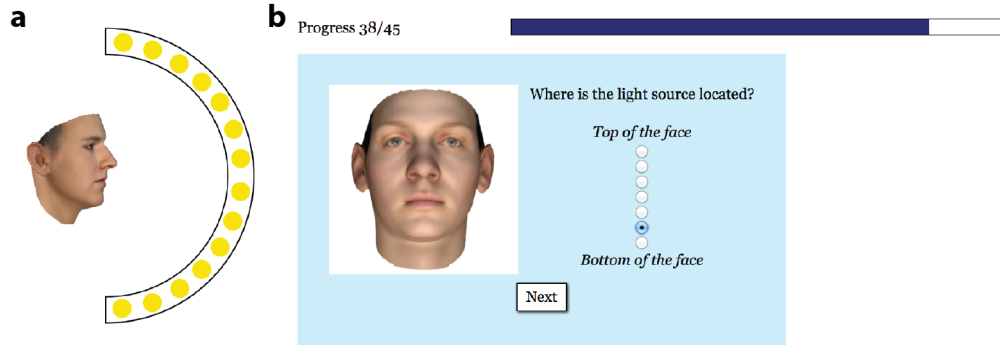 a
b
Progress 38/45
Where is the light source located?
Top of the face
Bottom of the face
Next